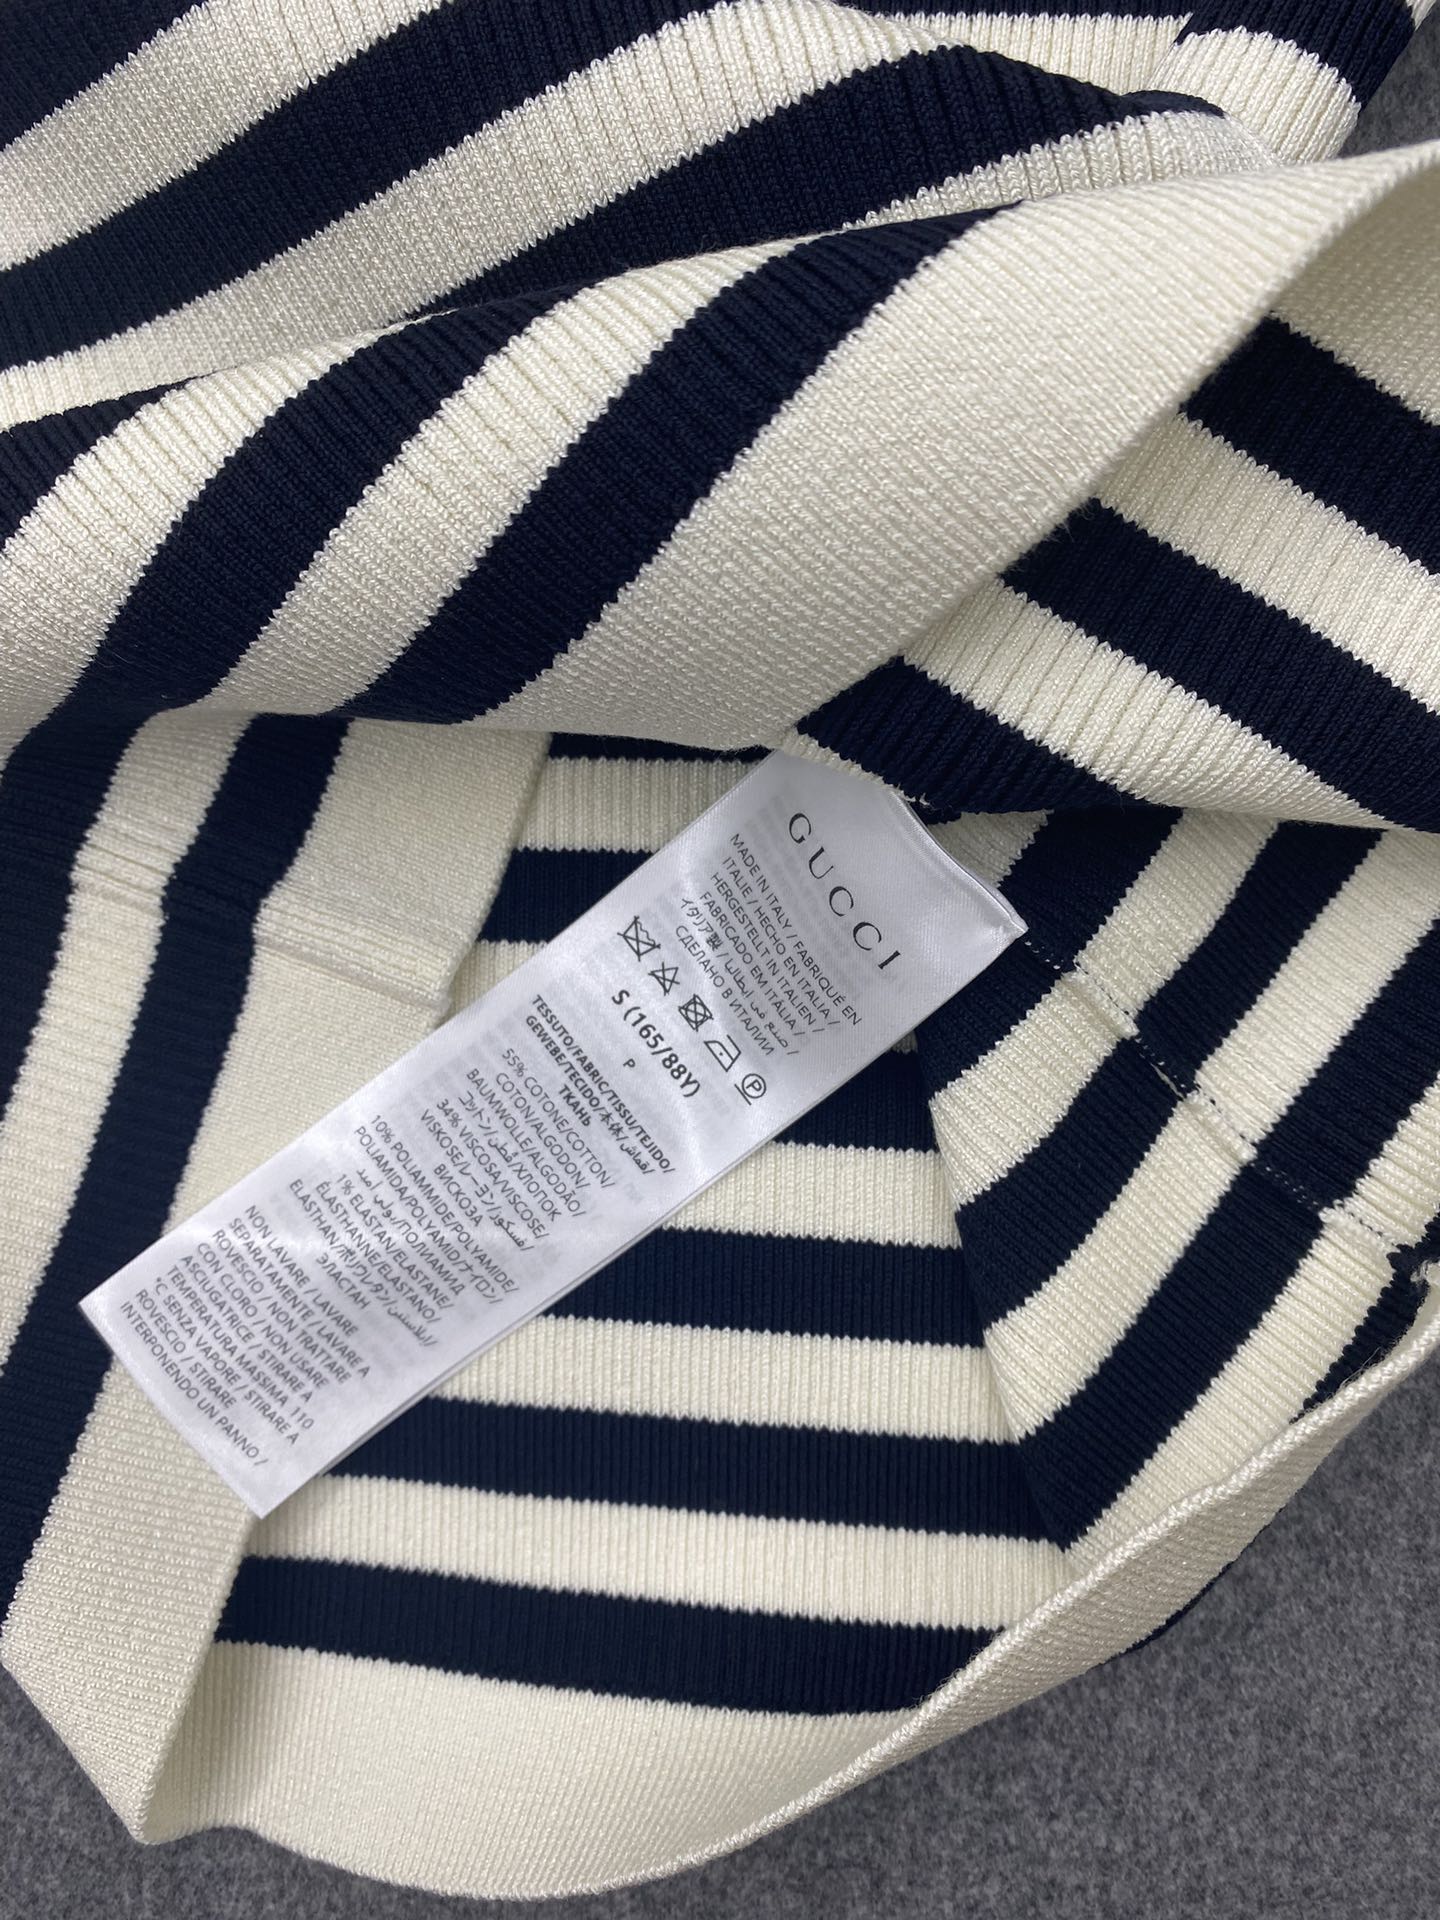 GUCCI
MADE IN ITALY / FABRIQUÉ EN
ITALIE / HECHO EN ITALIA /
HERGESTELLT IN ITALIEN /
FABRICADO EM ITÁLIA /
イタリア製 / صنع في ايطاليا /
СДЕЛАНО В ИТАЛИИ
P
S (165/88Y)
P
TESSUTO/FABRIC/TISSU/TEJIDO/
GEWEBE/TECIDO/本体/قماش/
ТКАНЬ
55% COTONE/COTTON/
COTON/ALGODON/
BAUMWOLLE/ALGODÃO/
コットン/قطن/ХЛОПОК
34% VISCOSA/VISCOSE/
VISKOSE/レーヨン/فسكوز/
ВИСКОЗА
10% POLIAMMIDE/POLYAMIDE/
POLIAMIDA/POLYAMID/ナイロン/
بولي أميد/ПОЛИАМИД
1% ELASTAN/ELASTANE/
ÉLASTHANNE/ELASTANO/
ELASTHAN/ポリウレタン/إيلاستين/
ЭЛАСТАН
NON LAVARE / LAVARE
SEPARATAMENTE / LAVARE A
ROVESCIO / NON TRATTARE
CON CLORO / NON USARE
ASCIUGATRICE / STIRARE A
TEMPERATURA MASSIMA 110
°C SENZA VAPORE / STIRARE A
ROVESCIO / STIRARE
INTERPONENDO UN PANNO /